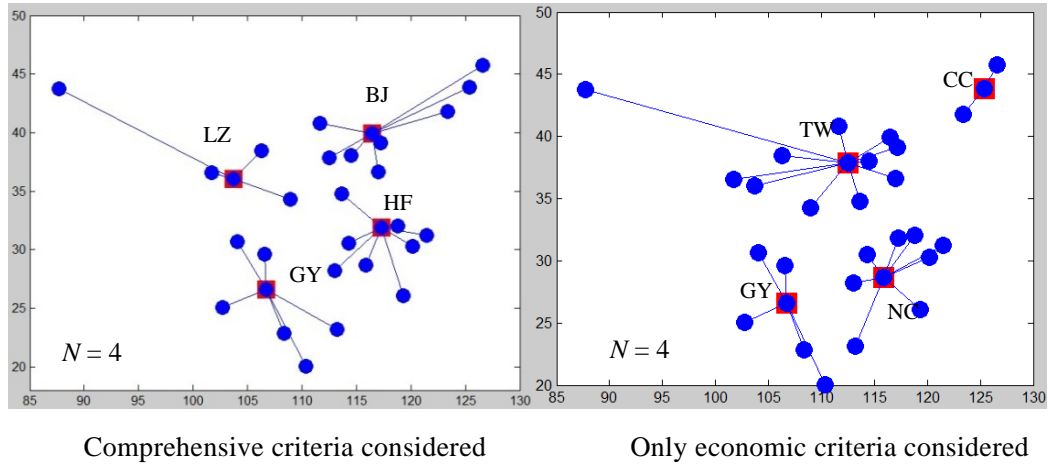 50
45
40
35
30
25
20
85 90 95 100 105 110 115 120 125 130
BJ
LZ
HF
GY
N = 4
Comprehensive criteria considered
50
45
40
35
30
25
20
85 90 95 100 105 110 115 120 125 130
CC
TW
GY
NC
N = 4
Only economic criteria considered